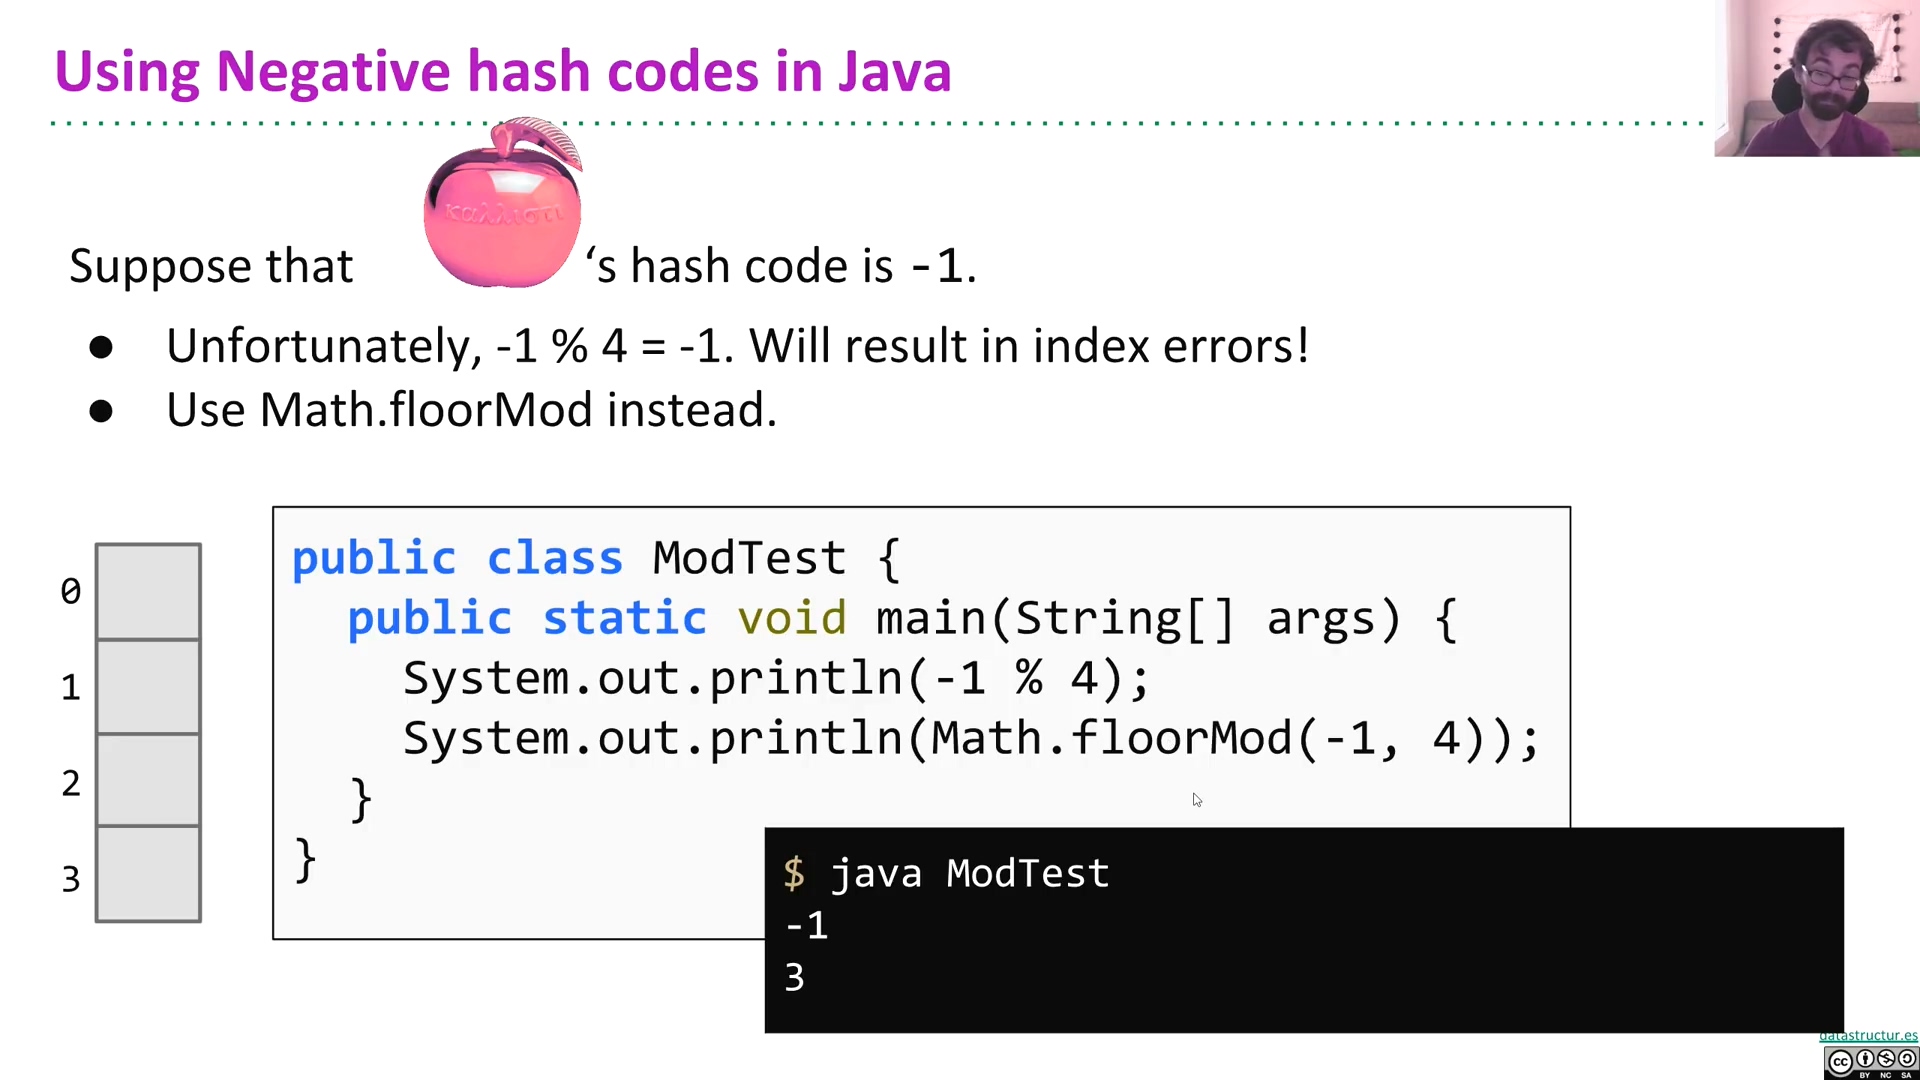 Using Negative hash codes in Java
καλλιστι
Suppose that ‘s hash code is -1.
● Unfortunately, -1 % 4 = -1. Will result in index errors!
● Use Math.floorMod instead.
0
1
2
3
public class ModTest {
public static void main(String[] args) {
System.out.println(-1 % 4);
System.out.println(Math.floorMod(-1, 4));
}
}
$ java ModTest
-1
3
datastructur.es
cc
BY NC SA